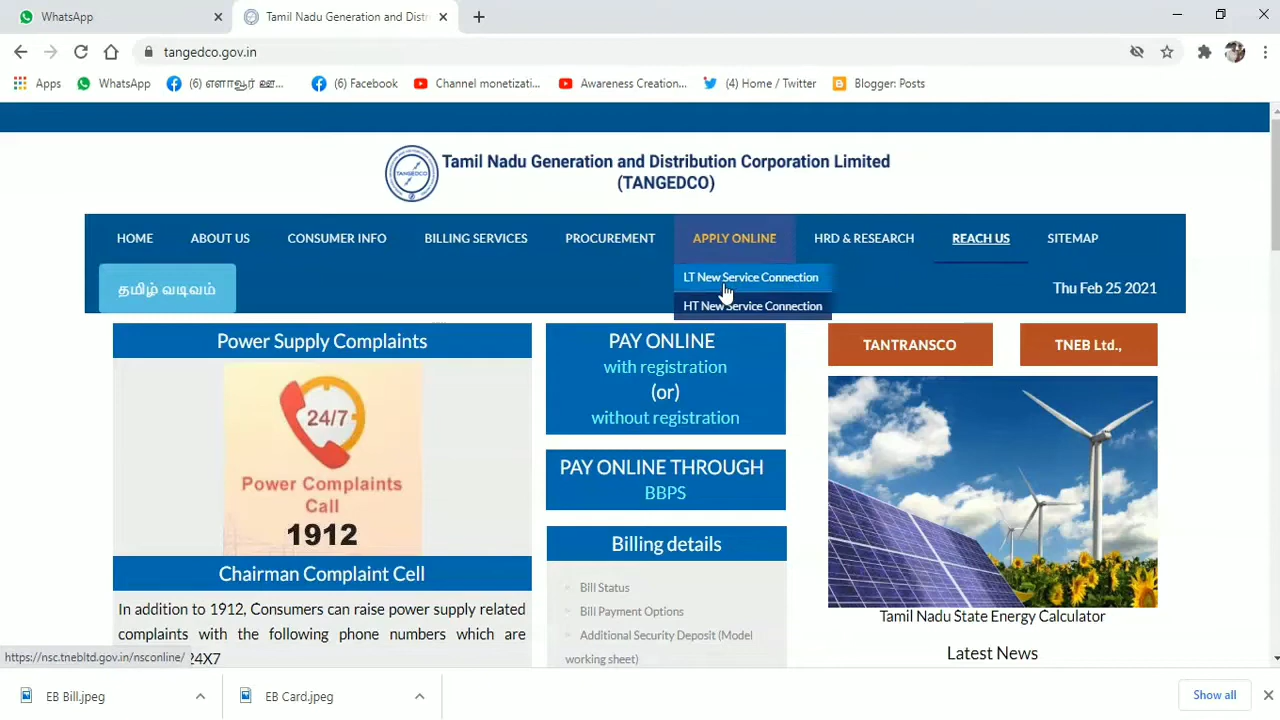 WhatsApp
Tamil Nadu Generation and Distri
tangedco.gov.in
Apps
WhatsApp
(6) எளாவூர் ஊ...
(6) Facebook
Channel monetizati...
Awareness Creation...
(4) Home / Twitter
Blogger: Posts
TANGEDCO
Tamil Nadu Generation and Distribution Corporation Limited
(TANGEDCO)
HOME
ABOUT US
CONSUMER INFO
BILLING SERVICES
PROCUREMENT
APPLY ONLINE
HRD & RESEARCH
REACH US
SITEMAP
LT New Service Connection
HT New Service Connection
தமிழ் வடிவம்
Thu Feb 25 2021
Power Supply Complaints
24/7
Power Complaints
Call
1912
Chairman Complaint Cell
In addition to 1912, Consumers can raise power supply related
complaints with the following phone numbers which are
24X7
PAY ONLINE
with registration
(or)
without registration
PAY ONLINE THROUGH
BBPS
Billing details
Bill Status
Bill Payment Options
Additional Security Deposit (Model
working sheet)
TANTRANSCO
TNEB Ltd.,
Tamil Nadu State Energy Calculator
Latest News
https://nsc.tnebltd.gov.in/nsconline/
EB Bill.jpeg
EB Card.jpeg
Show all